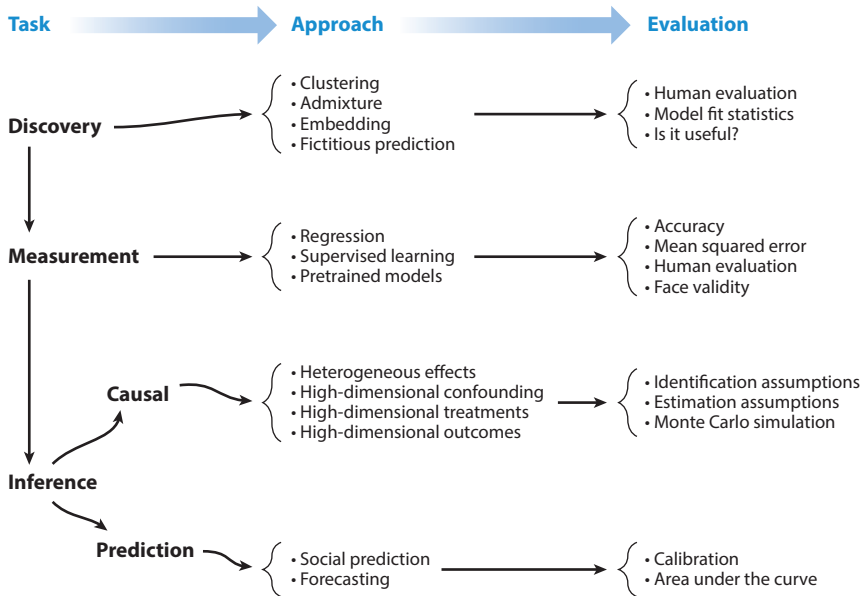 Task
Approach
Evaluation
Discovery
• Clustering
• Admixture
• Embedding
• Fictitious prediction
• Human evaluation
• Model fit statistics
• Is it useful?
Measurement
• Regression
• Supervised learning
• Pretrained models
• Accuracy
• Mean squared error
• Human evaluation
• Face validity
Inference
Causal
• Heterogeneous effects
• High-dimensional confounding
• High-dimensional treatments
• High-dimensional outcomes
• Identification assumptions
• Estimation assumptions
• Monte Carlo simulation
Prediction
• Social prediction
• Forecasting
• Calibration
• Area under the curve